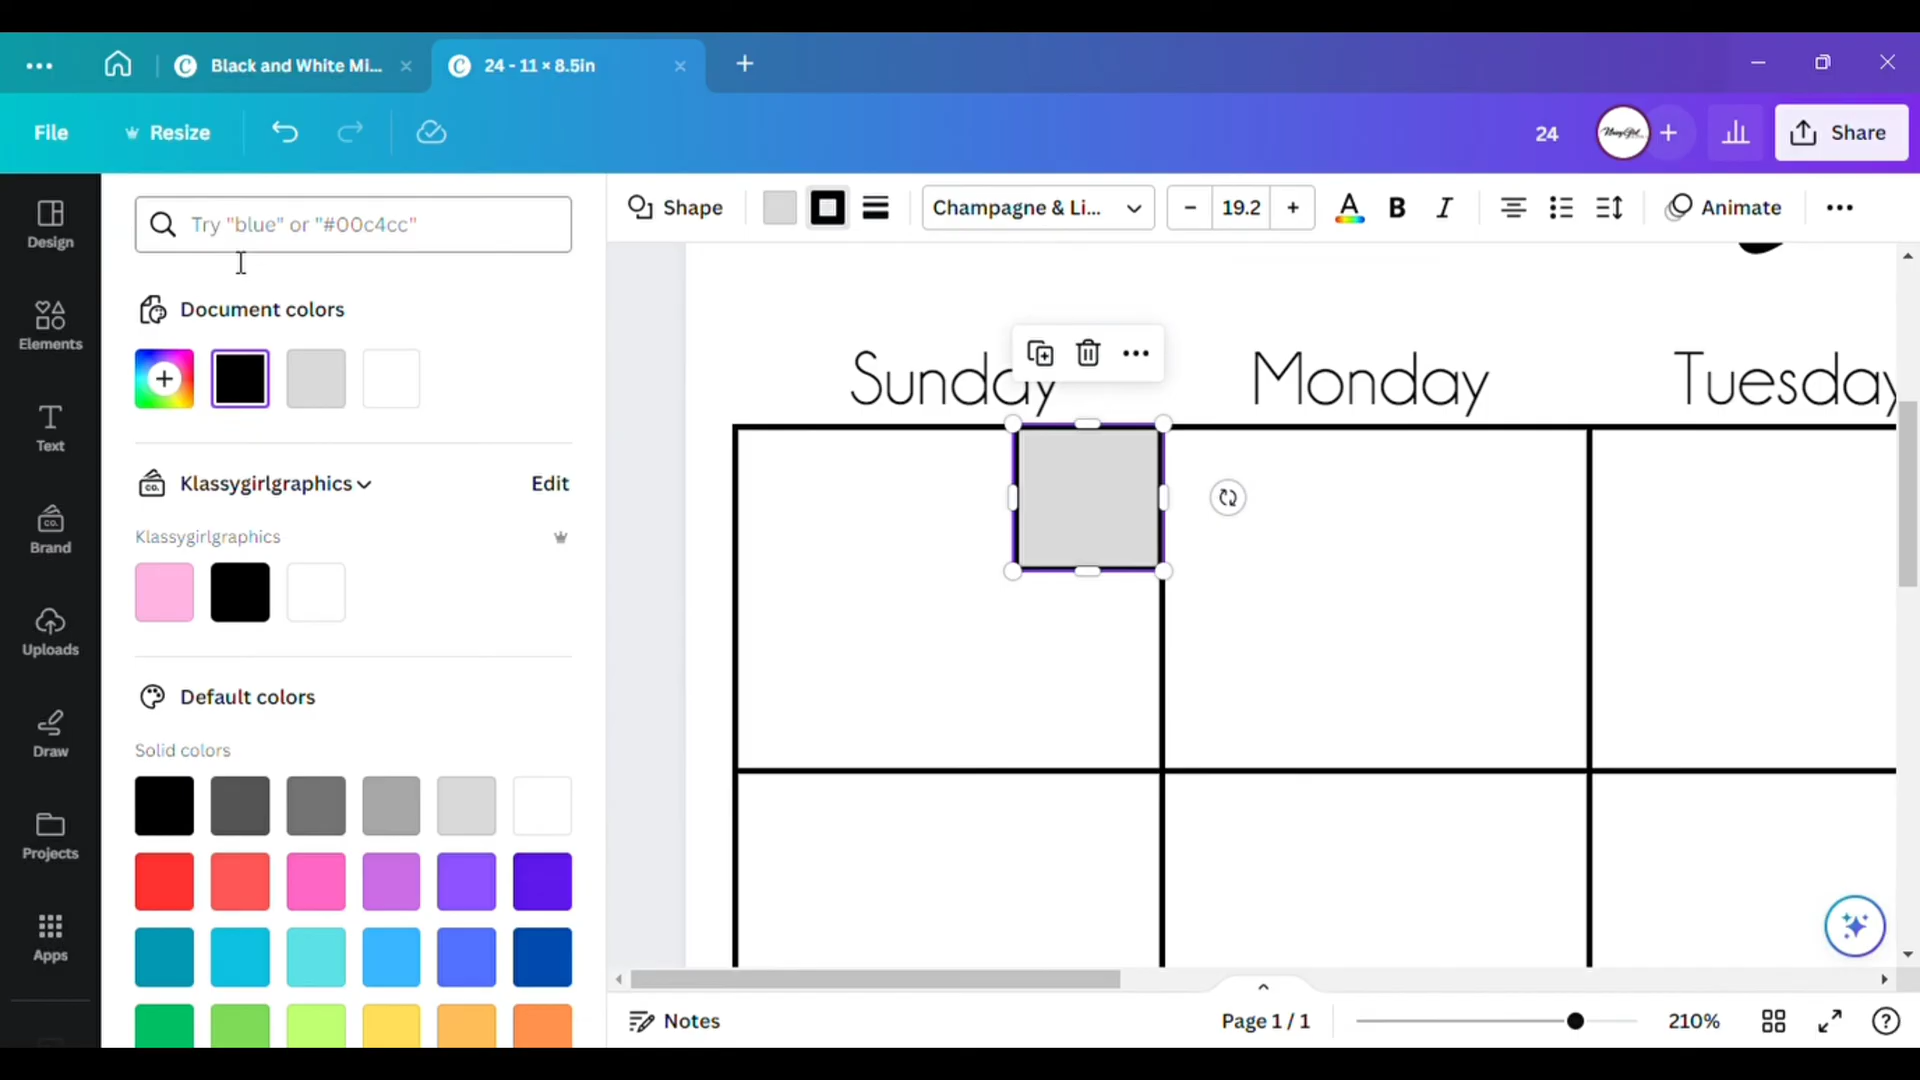 Black and White Mi...
24 - 11 × 8.5in
File
Resize
24
Share
Design
Elements
Text
Brand
Uploads
Draw
Projects
Apps
Try "blue" or "#00c4cc"
Document colors
Klassygirlgraphics
Edit
Klassygirlgraphics
Default colors
Solid colors
Shape
Champagne & Li...
- 19.2 +
A
B
I
Animate
Sunday
Monday
Tuesday
Notes
Page 1 / 1
210%